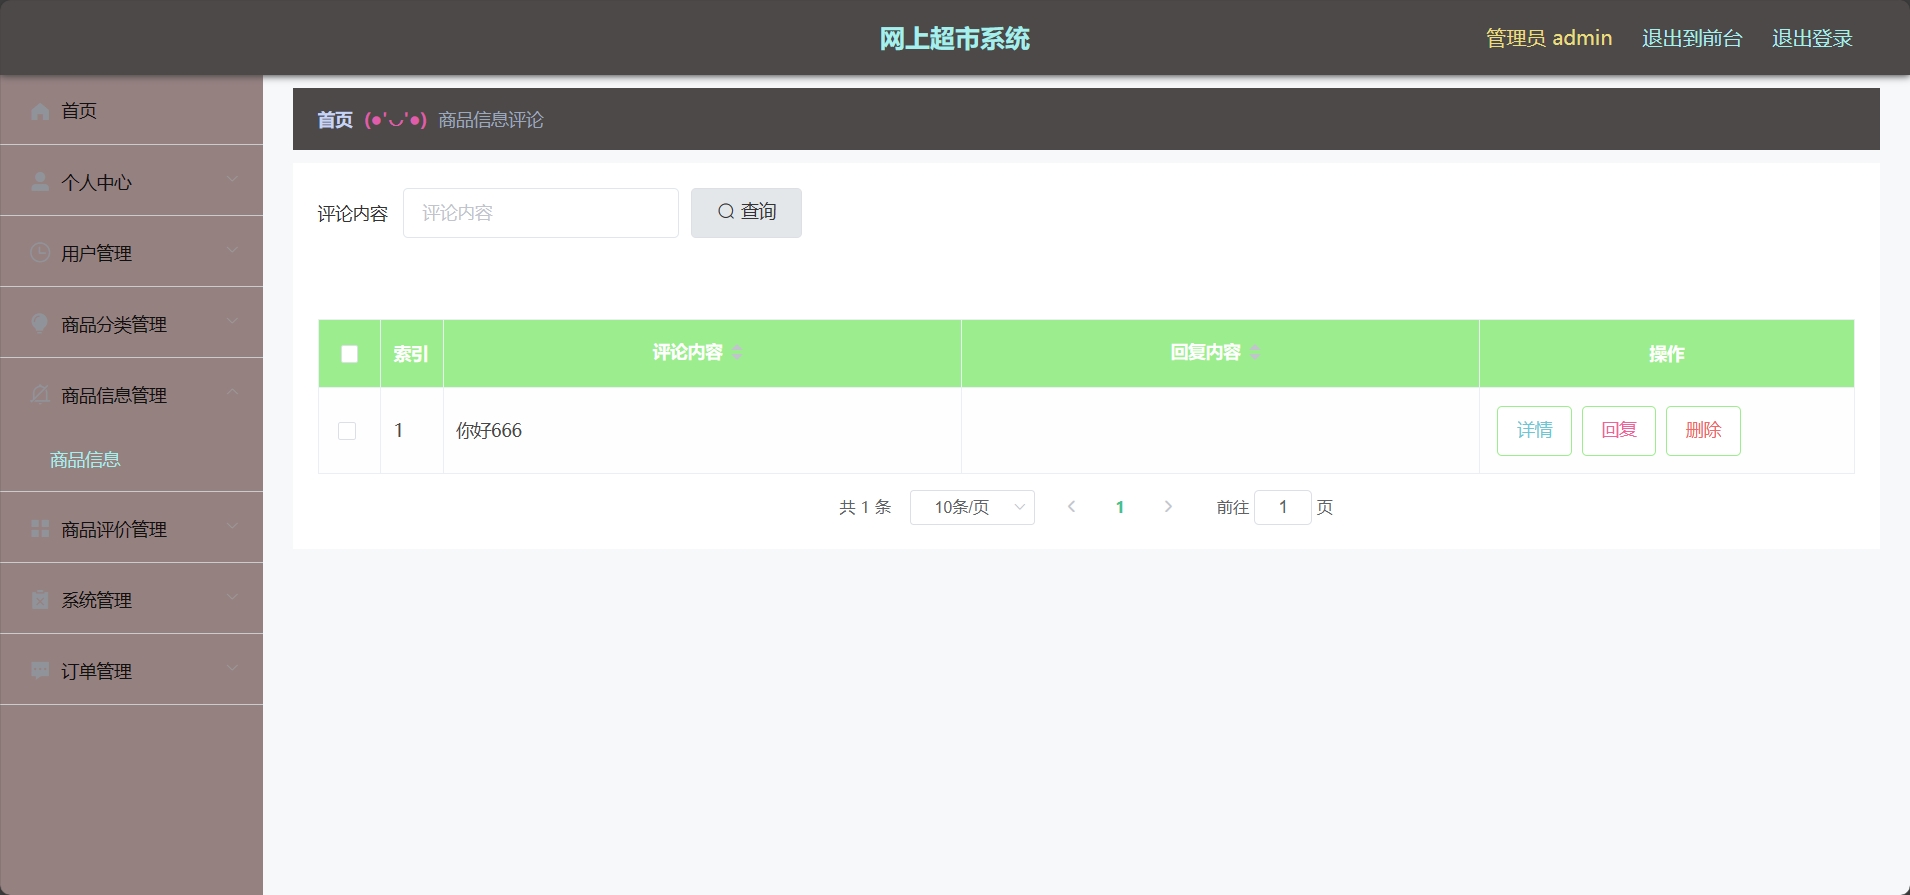 网上超市系统
管理员 admin 退出到前台 退出登录
首页
个人中心
用户管理
商品分类管理
商品信息管理
商品信息
商品评价管理
系统管理
订单管理
首页 (●'◡'●) 商品信息评论
评论内容 评论内容 查询
索引 评论内容 回复内容 操作
1 你好666 详情 回复 删除
共 1 条 10条/页 1 前往 1 页